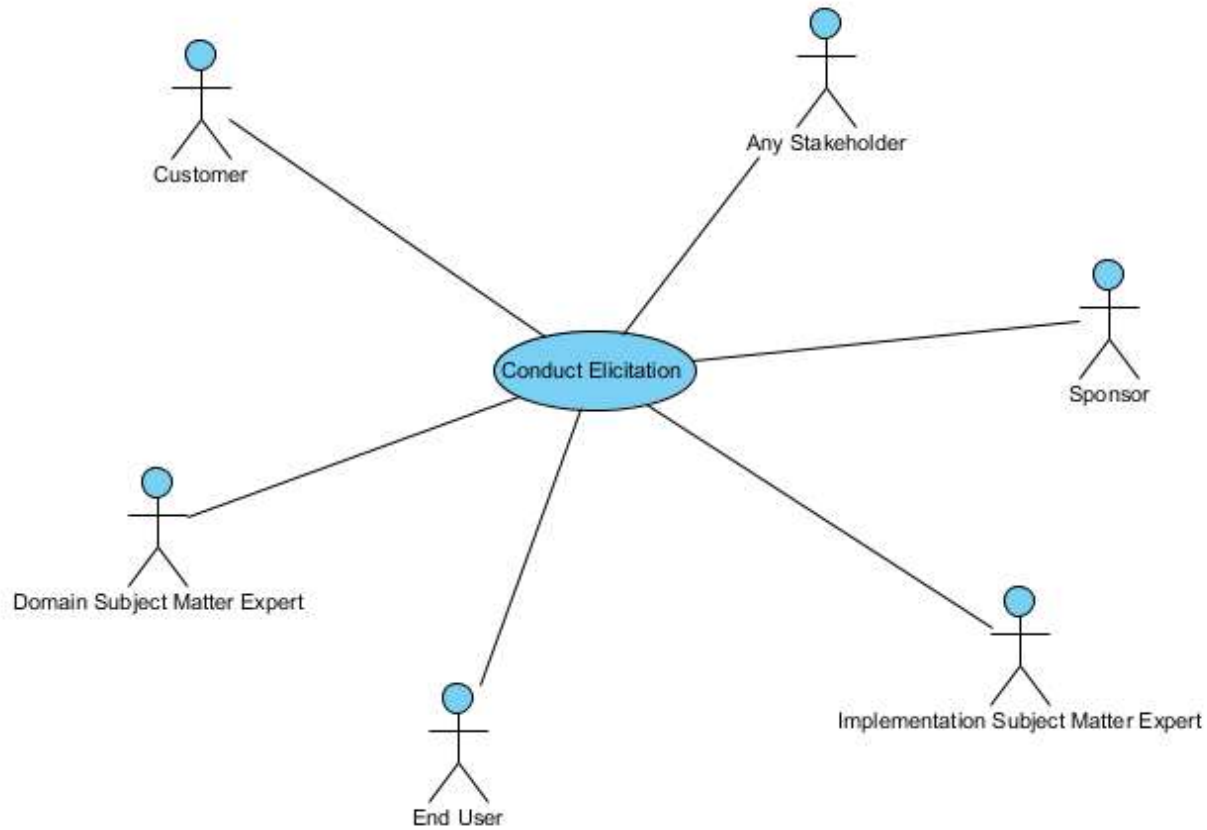 Any Stakeholder
Customer
Conduct Elicitation
Sponsor
Domain Subject Matter Expert
Implementation Subject Matter Expert
End User